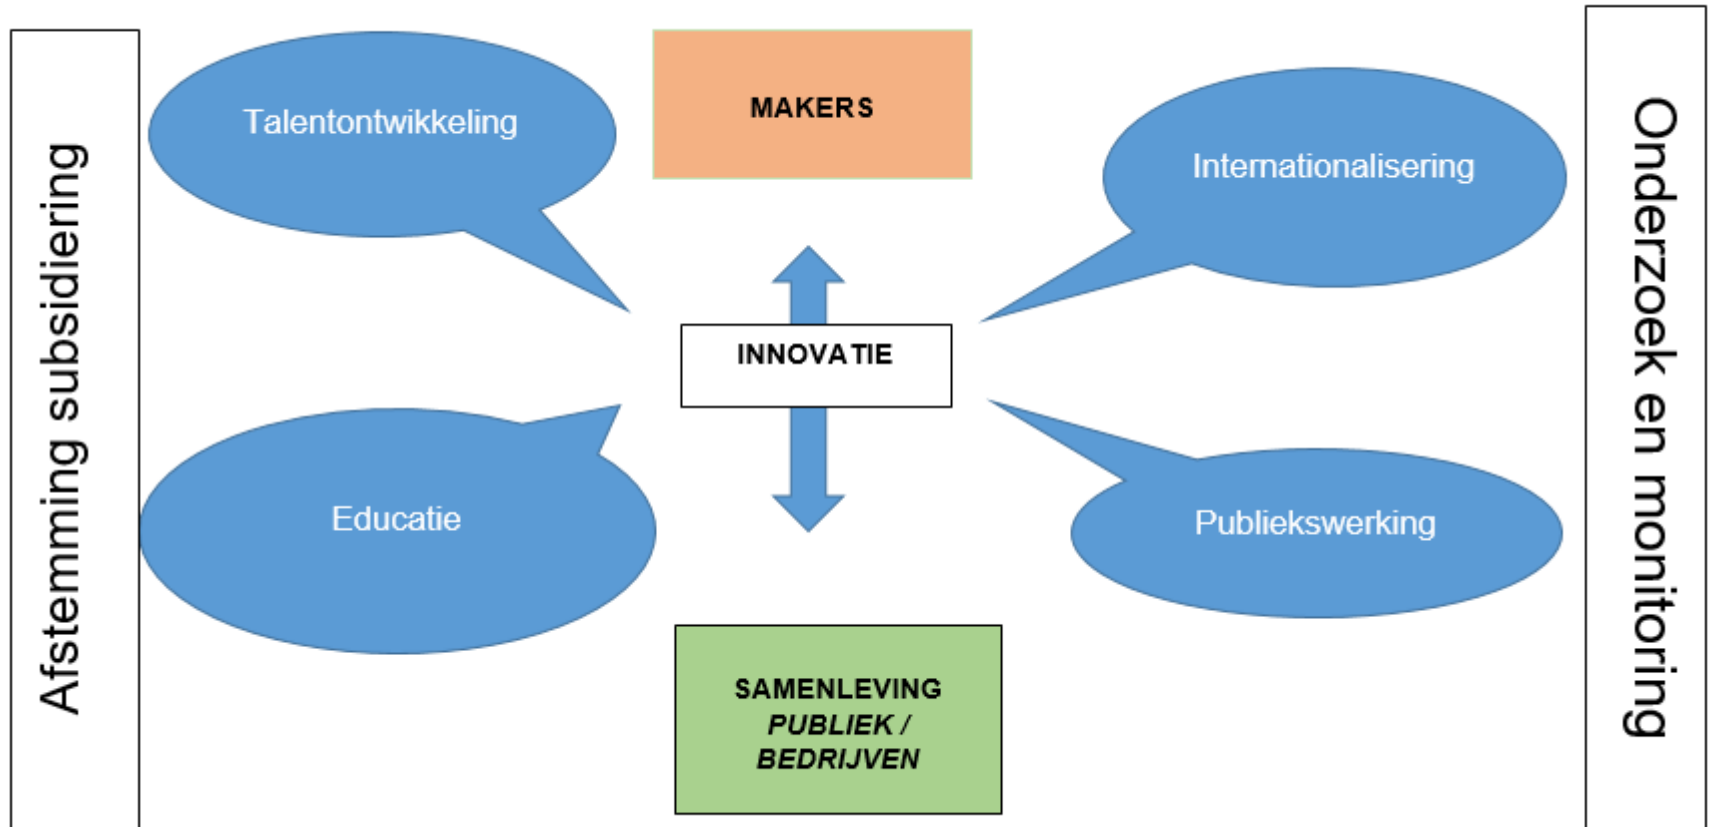 Afstemming subsidiering
Talentontwikkeling
MAKERS
Internationalisering
INNOVATIE
Educatie
Publiekswerking
SAMENLEVING
PUBLIEK /
BEDRIJVEN
Onderzoek en monitoring